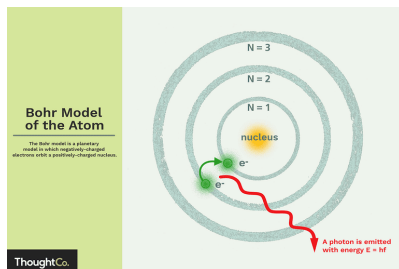 Bohr Model
of the Atom
The Bohr model is a planetary
model in which negatively-charged
electrons orbit a positively-charged nucleus.
ThoughtCo.
N = 3
N = 2
N = 1
nucleus
e-
e-
A photon is emitted
with energy E = hf